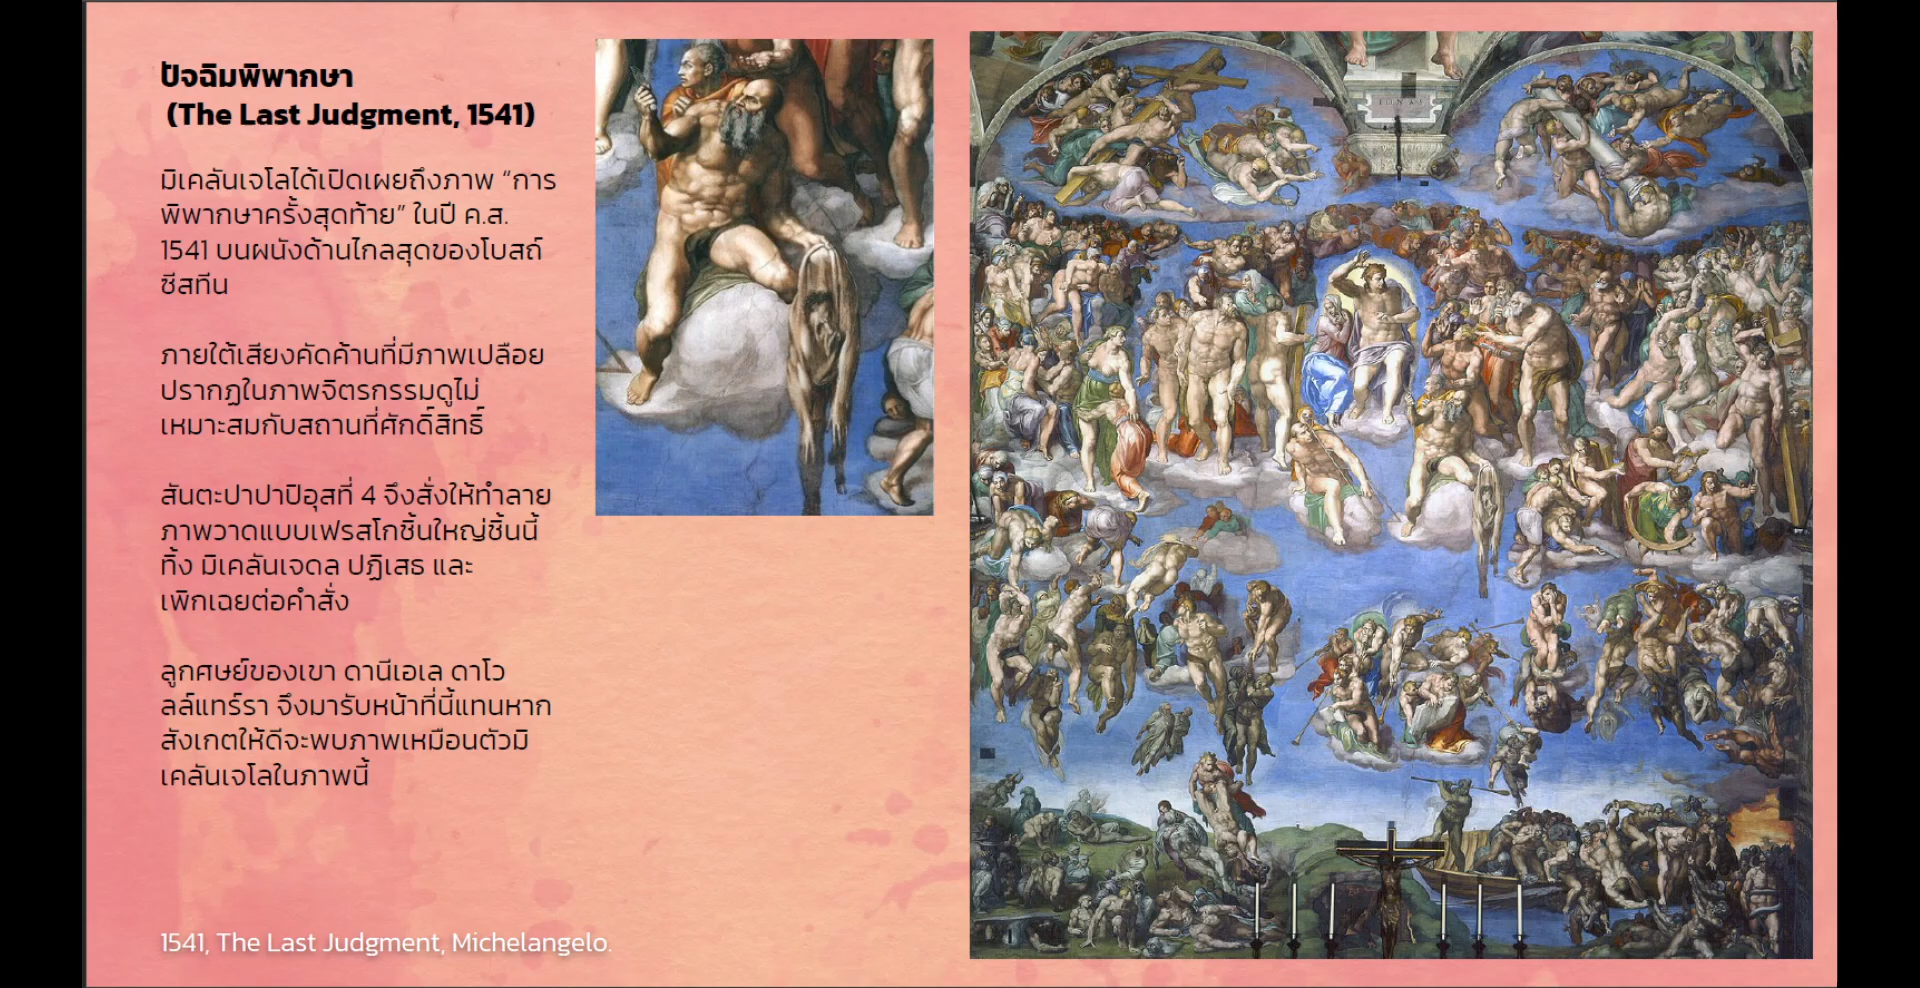 ปัจฉิมพิพากษา
(The Last Judgment, 1541)
มิเคลันเจโลได้เปิดเผยถึงภาพ “การ
พิพากษาครั้งสุดท้าย” ในปี ค.ศ.
1541 บนผนังด้านไกลสุดของโบสถ์
ซีสทีน
ภายใต้เสียงคัดค้านที่มีภาพเปลือย
ปรากฏในภาพจิตรกรรมดูไม่
เหมาะสมกับสถานที่ศักดิ์สิทธิ์
สันตะปาปาปิอุสที่ 4 จึงสั่งให้ทำลาย
ภาพวาดแบบเฟรสโกชิ้นใหญ่ชิ้นนี้
ทิ้ง มิเคลันเจดล ปฏิเสธ และ
เพิกเฉยต่อคำสั่ง
ลูกศษย์ของเขา ดานีเอเล ดาโว
ลล์แทร์รา จึงมารับหน้าที่นี้แทนหาก
สังเกตให้ดีจะพบภาพเหมือนตัวมิ
เคลันเจโลในภาพนี้
1541, The Last Judgment, Michelangelo.